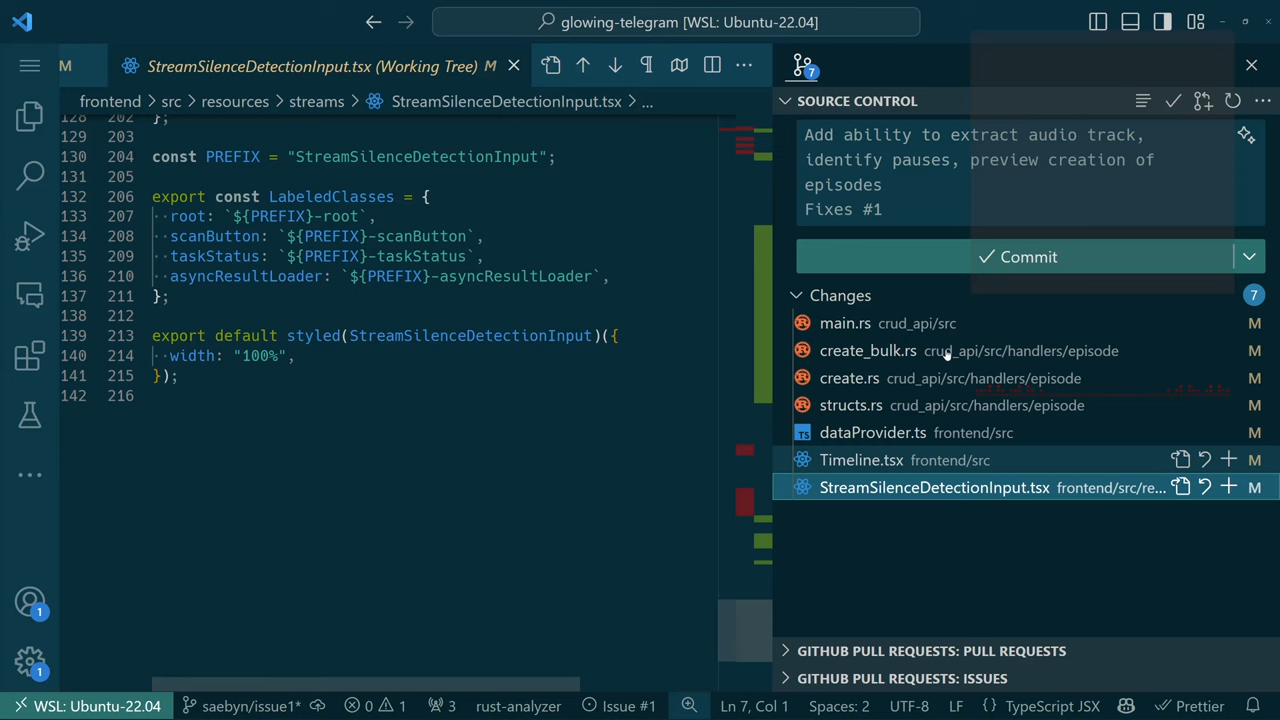 glowing-telegram [WSL: Ubuntu-22.04]
M
StreamSilenceDetectionInput.tsx (Working Tree) M
frontend > src > resources > streams > StreamSilenceDetectionInput.tsx > ...
128 202 };
129 203
130 204 const PREFIX = "StreamSilenceDetectionInput";
131 205
132 206 export const LabeledClasses = {
133 207 root: `${PREFIX}-root`,
134 208 scanButton: `${PREFIX}-scanButton`,
135 209 taskStatus: `${PREFIX}-taskStatus`,
136 210 asyncResultLoader: `${PREFIX}-asyncResultLoader`,
137 211 };
138 212
139 213 export default styled(StreamSilenceDetectionInput)({
140 214 width: "100%",
141 215 });
142 216
7
SOURCE CONTROL
Add ability to extract audio track,
identify pauses, preview creation of
episodes
Fixes #1
Commit
Changes 7
main.rs crud_api/src M
create_bulk.rs crud_api/src/handlers/episode M
create.rs crud_api/src/handlers/episode M
structs.rs crud_api/src/handlers/episode M
dataProvider.ts frontend/src M
Timeline.tsx frontend/src M
StreamSilenceDetectionInput.tsx frontend/src/re... M
GITHUB PULL REQUESTS: PULL REQUESTS
GITHUB PULL REQUESTS: ISSUES
1
1
WSL: Ubuntu-22.04 saebyn/issue1* 0 1 3 rust-analyzer Issue #1 Ln 7, Col 1 Spaces: 2 UTF-8 LF TypeScript JSX Prettier